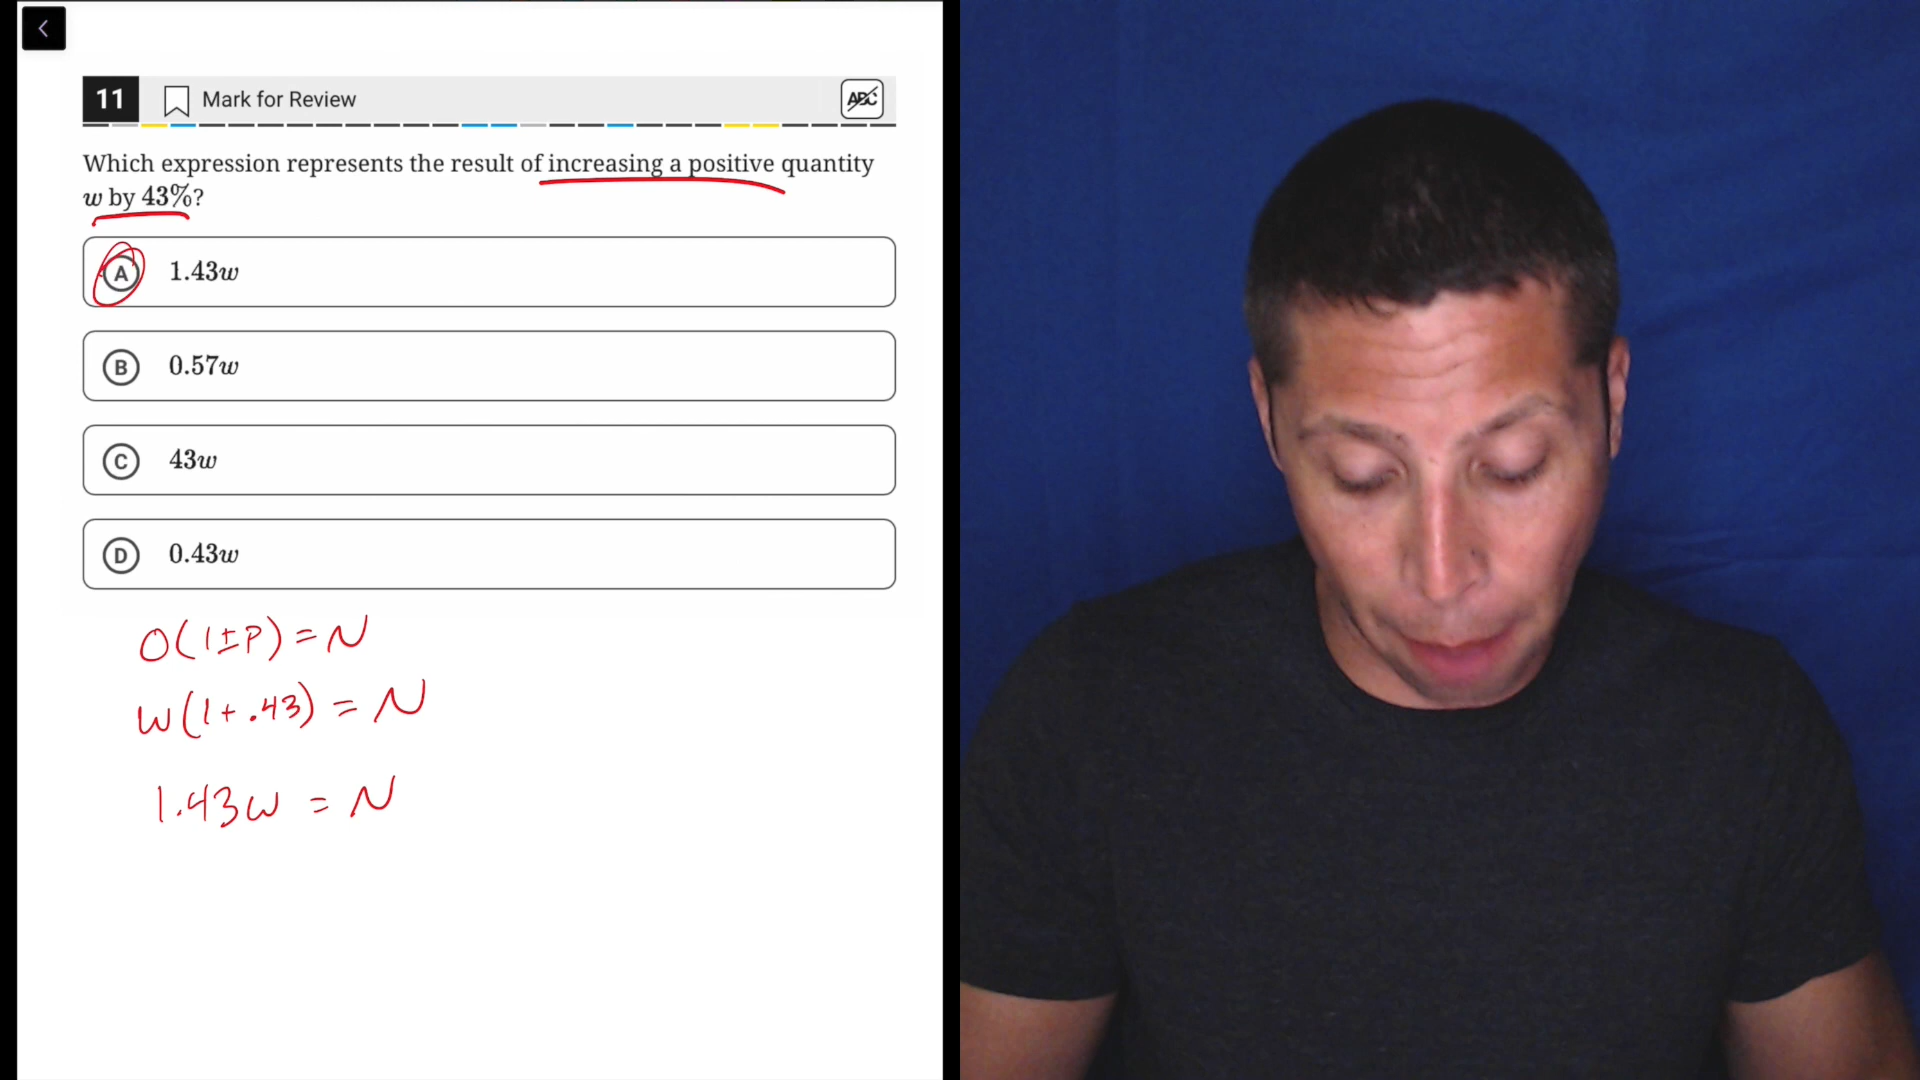 11 Mark for Review ABC
Which expression represents the result of increasing a positive quantity
w by 43%?
A 1.43w
B 0.57w
C 43w
D 0.43w
O(1±P)=N
w(1+.43)=N
1.43w=N